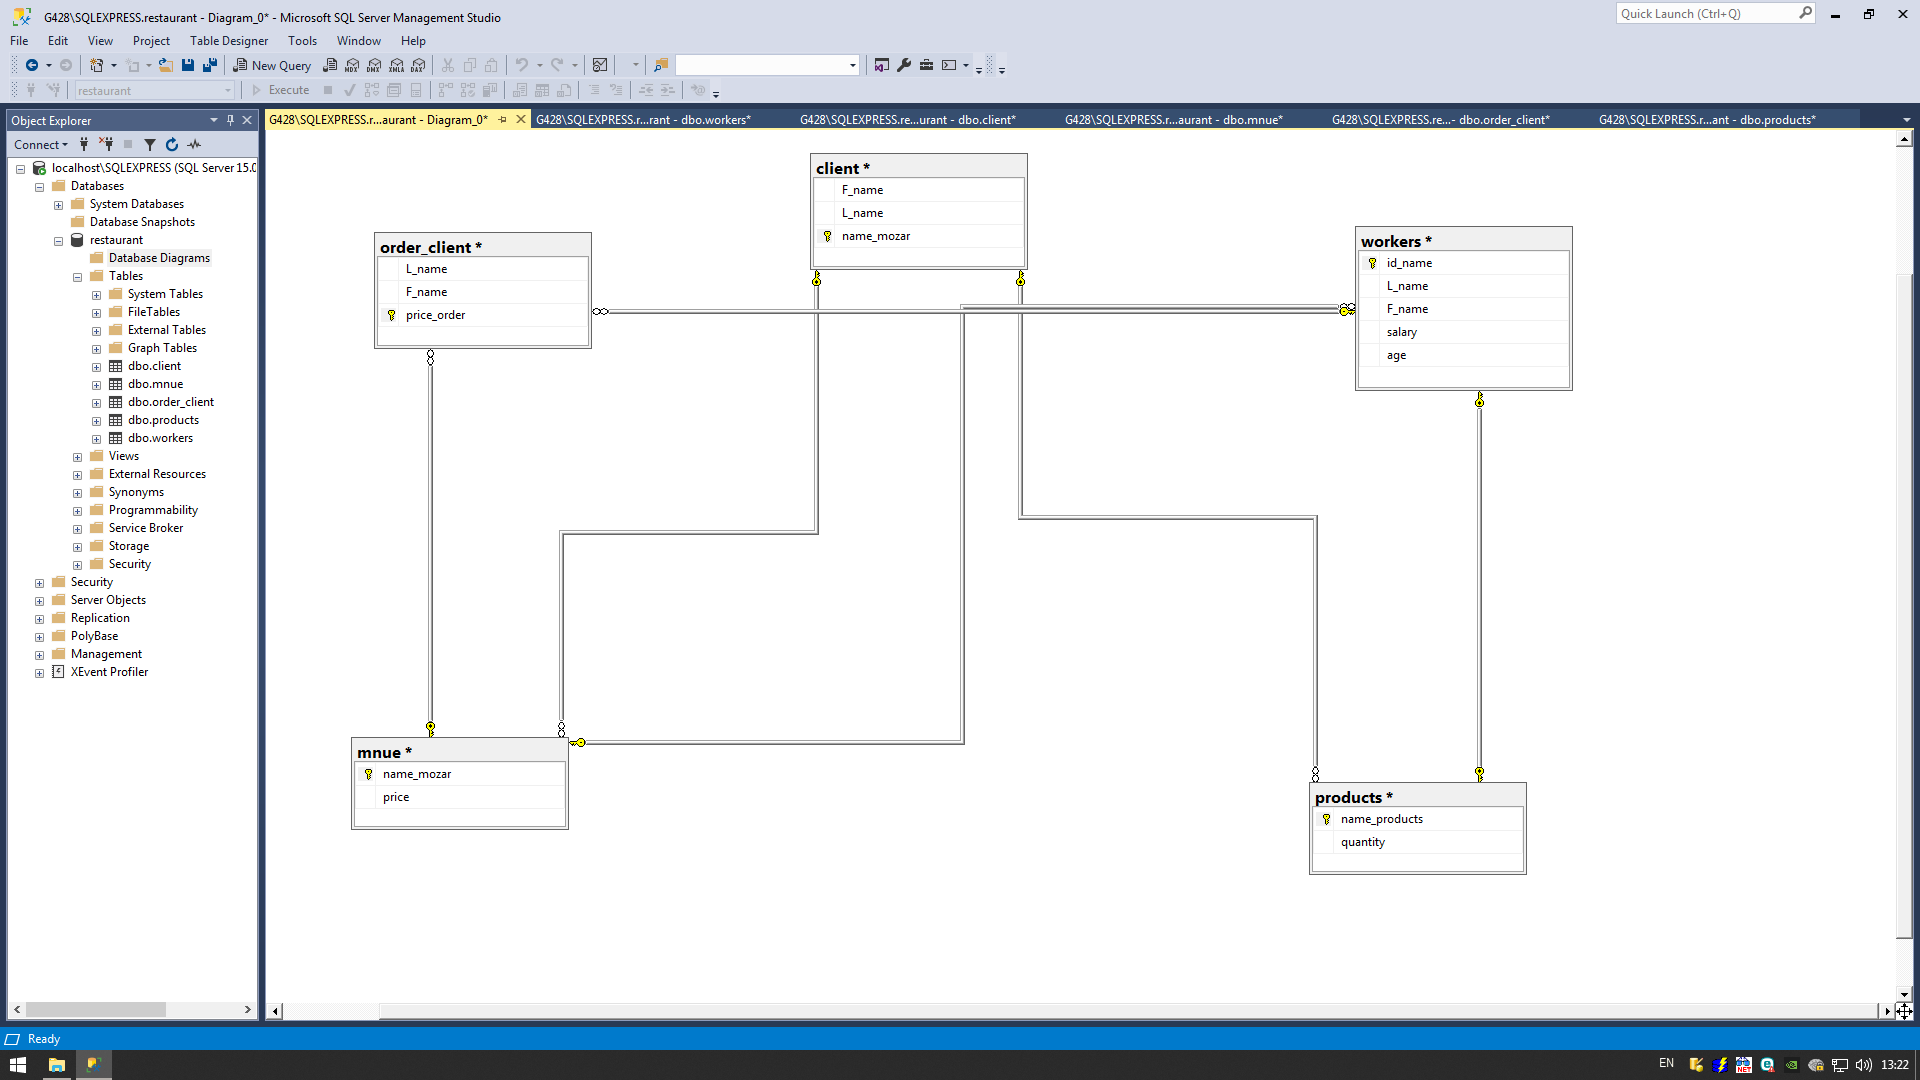 G428\SQLEXPRESS.restaurant - Diagram_0* - Microsoft SQL Server Management Studio
Quick Launch (Ctrl+Q)
File Edit View Project Table Designer Tools Window Help
New Query MDX DMX XMLA DAX
restaurant Execute
Object Explorer
Connect
localhost\SQLEXPRESS (SQL Server 15.0
Databases
System Databases
Database Snapshots
restaurant
Database Diagrams
Tables
System Tables
FileTables
External Tables
Graph Tables
dbo.client
dbo.mnue
dbo.order_client
dbo.products
dbo.workers
Views
External Resources
Synonyms
Programmability
Service Broker
Storage
Security
Security
Server Objects
Replication
PolyBase
Management
XEvent Profiler
G428\SQLEXPRESS.r...aurant - Diagram_0* G428\SQLEXPRESS.r...rant - dbo.workers* G428\SQLEXPRESS.re...urant - dbo.client* G428\SQLEXPRESS.r...aurant - dbo.mnue* G428\SQLEXPRESS.re...- dbo.order_client* G428\SQLEXPRESS.r...ant - dbo.products*
client *
F_name
L_name
name_mozar
order_client *
L_name
F_name
price_order
workers *
id_name
L_name
F_name
salary
age
mnue *
name_mozar
price
products *
name_products
quantity
Ready
EN 13:22